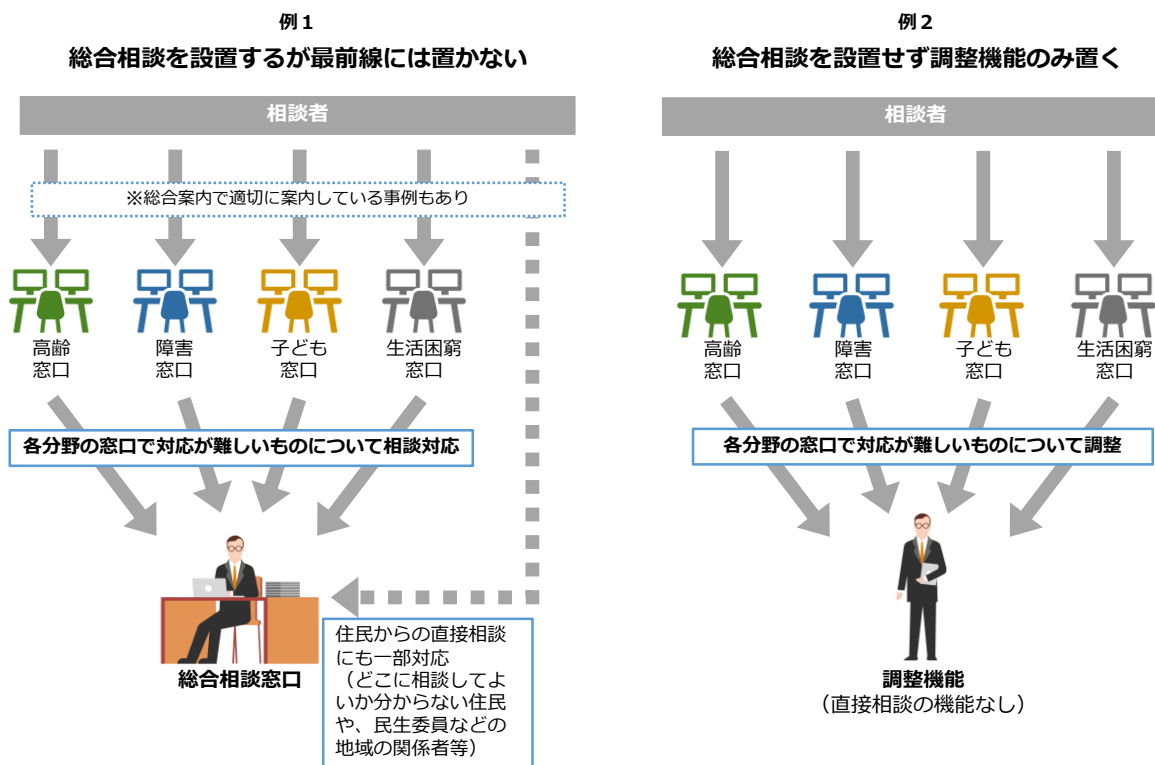 例１
総合相談を設置するが最前線には置かない
相談者
※総合案内で適切に案内している事例もあり
高齢
窓口
障害
窓口
子ども
窓口
生活困窮
窓口
各分野の窓口で対応が難しいものについて相談対応
総合相談窓口
住民からの直接相談
にも一部対応
（どこに相談してよ
いか分からない住民
や、民生委員などの
地域の関係者等）
例２
総合相談を設置せず調整機能のみ置く
相談者
高齢
窓口
障害
窓口
子ども
窓口
生活困窮
窓口
各分野の窓口で対応が難しいものについて調整
調整機能
（直接相談の機能なし）